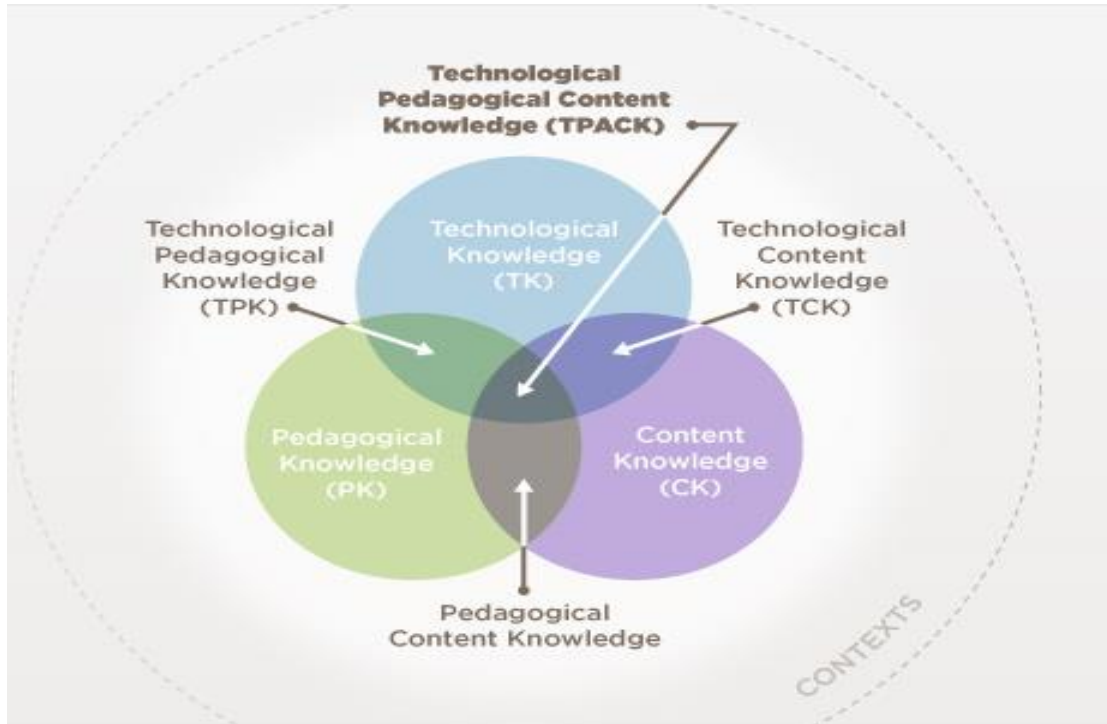 Technological
Pedagogical Content
Knowledge (TPACK)
Technological
Pedagogical
Knowledge
(TPK)
Technological
Knowledge
(TK)
Technological
Content
Knowledge
(TCK)
Pedagogical
Knowledge
(PK)
Content
Knowledge
(CK)
Pedagogical
Content Knowledge
CONTEXTS